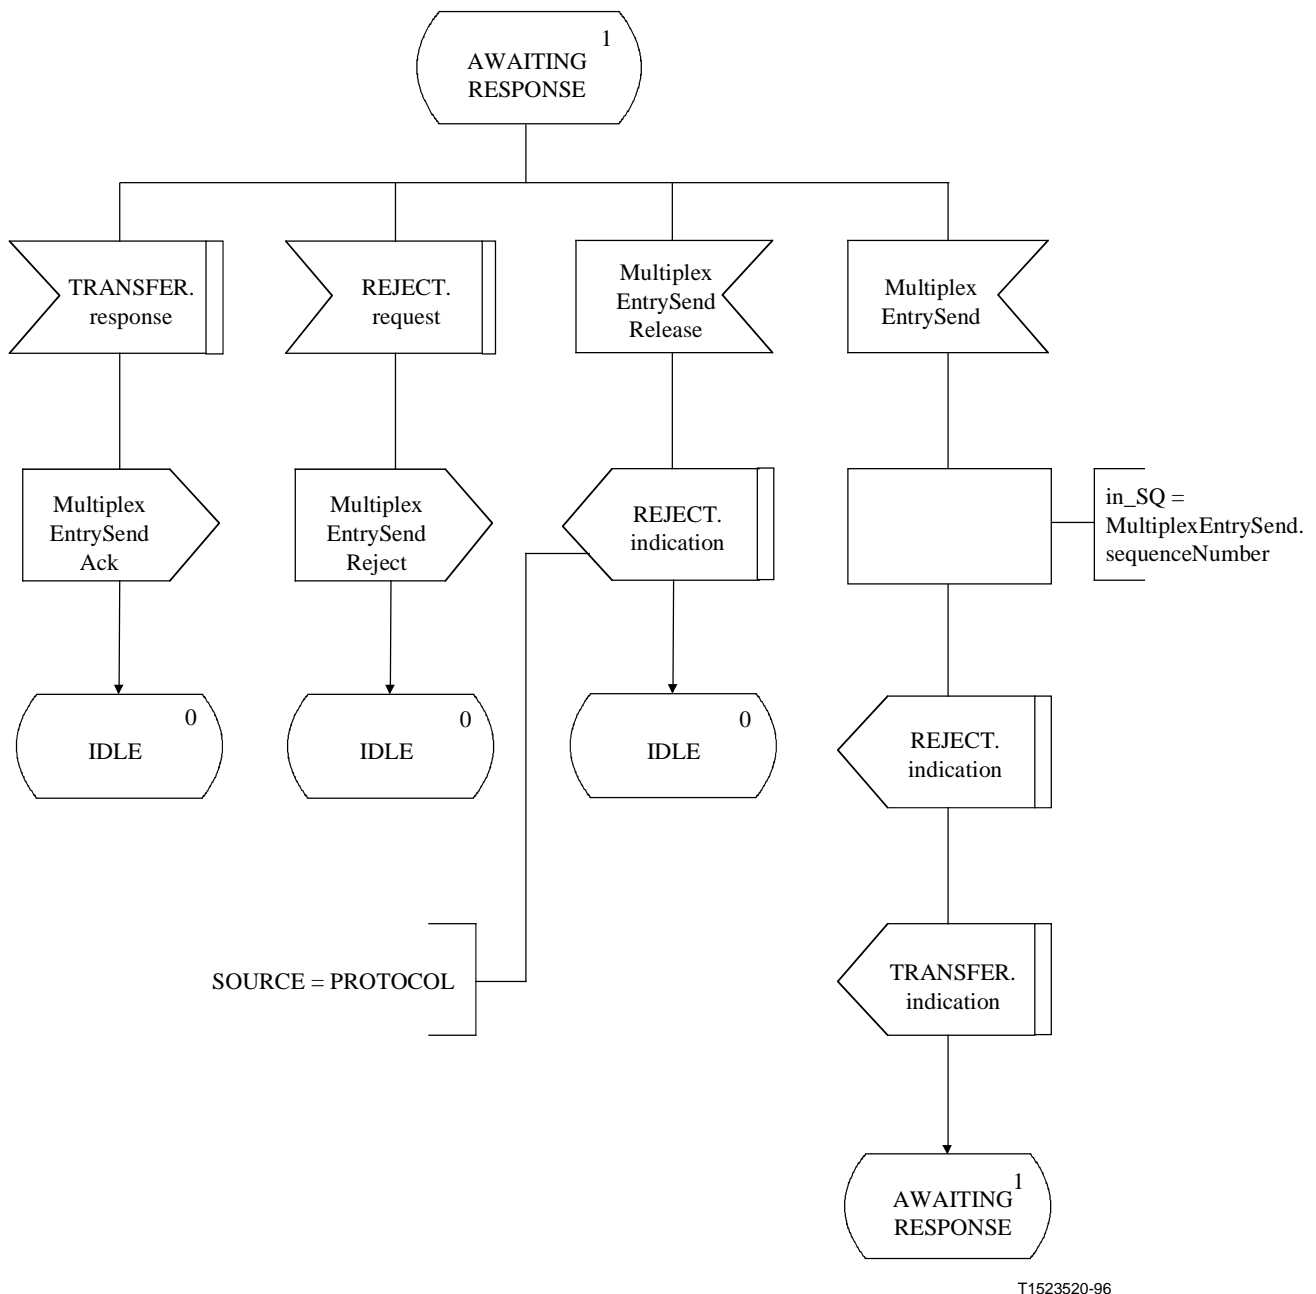 1
AWAITING
RESPONSE
TRANSFER.
response
REJECT.
request
Multiplex
EntrySend
Release
Multiplex
EntrySend
Multiplex
EntrySend
Ack
Multiplex
EntrySend
Reject
REJECT.
indication
in_SQ =
MultiplexEntrySend.
sequenceNumber
0
IDLE
0
IDLE
0
IDLE
REJECT.
indication
SOURCE = PROTOCOL
TRANSFER.
indication
1
AWAITING
RESPONSE
T1523520-96